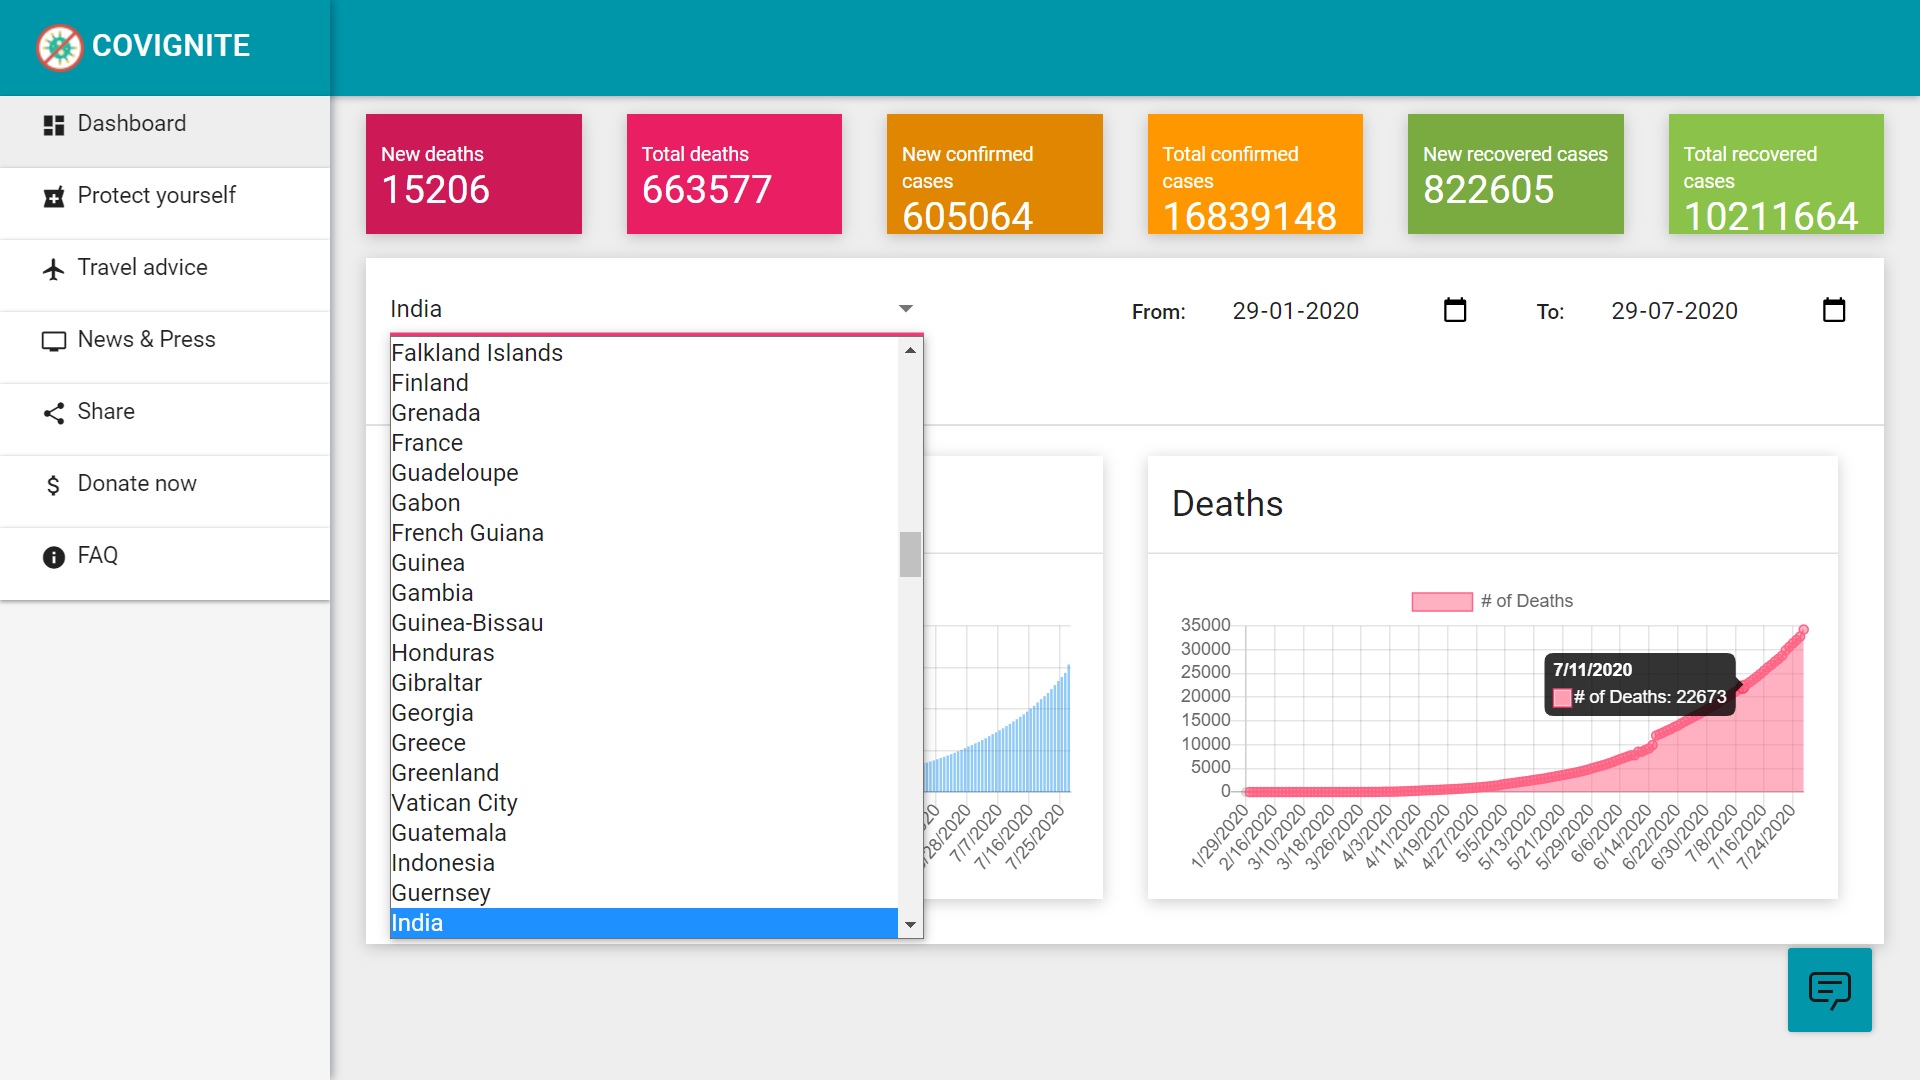 COVIGNITE
Dashboard
Protect yourself
Travel advice
News & Press
Share
Donate now
FAQ
New deaths
15206
Total deaths
663577
New confirmed
cases
605064
Total confirmed
cases
16839148
New recovered cases
822605
Total recovered
cases
10211664
India
From: 29-01-2020
To: 29-07-2020
Falkland Islands
Finland
Grenada
France
Guadeloupe
Gabon
French Guiana
Guinea
Gambia
Guinea-Bissau
Honduras
Gibraltar
Georgia
Greece
Greenland
Vatican City
Guatemala
Indonesia
Guernsey
India
7/7/2020
7/16/2020
7/25/2020
Deaths
# of Deaths
35000
30000
25000
20000
15000
10000
5000
0
7/11/2020
# of Deaths: 22673
1/29/2020
2/16/2020
3/10/2020
3/18/2020
3/26/2020
4/3/2020
4/11/2020
4/19/2020
4/27/2020
5/5/2020
5/13/2020
5/21/2020
5/29/2020
6/6/2020
6/14/2020
6/22/2020
6/30/2020
7/8/2020
7/16/2020
7/24/2020